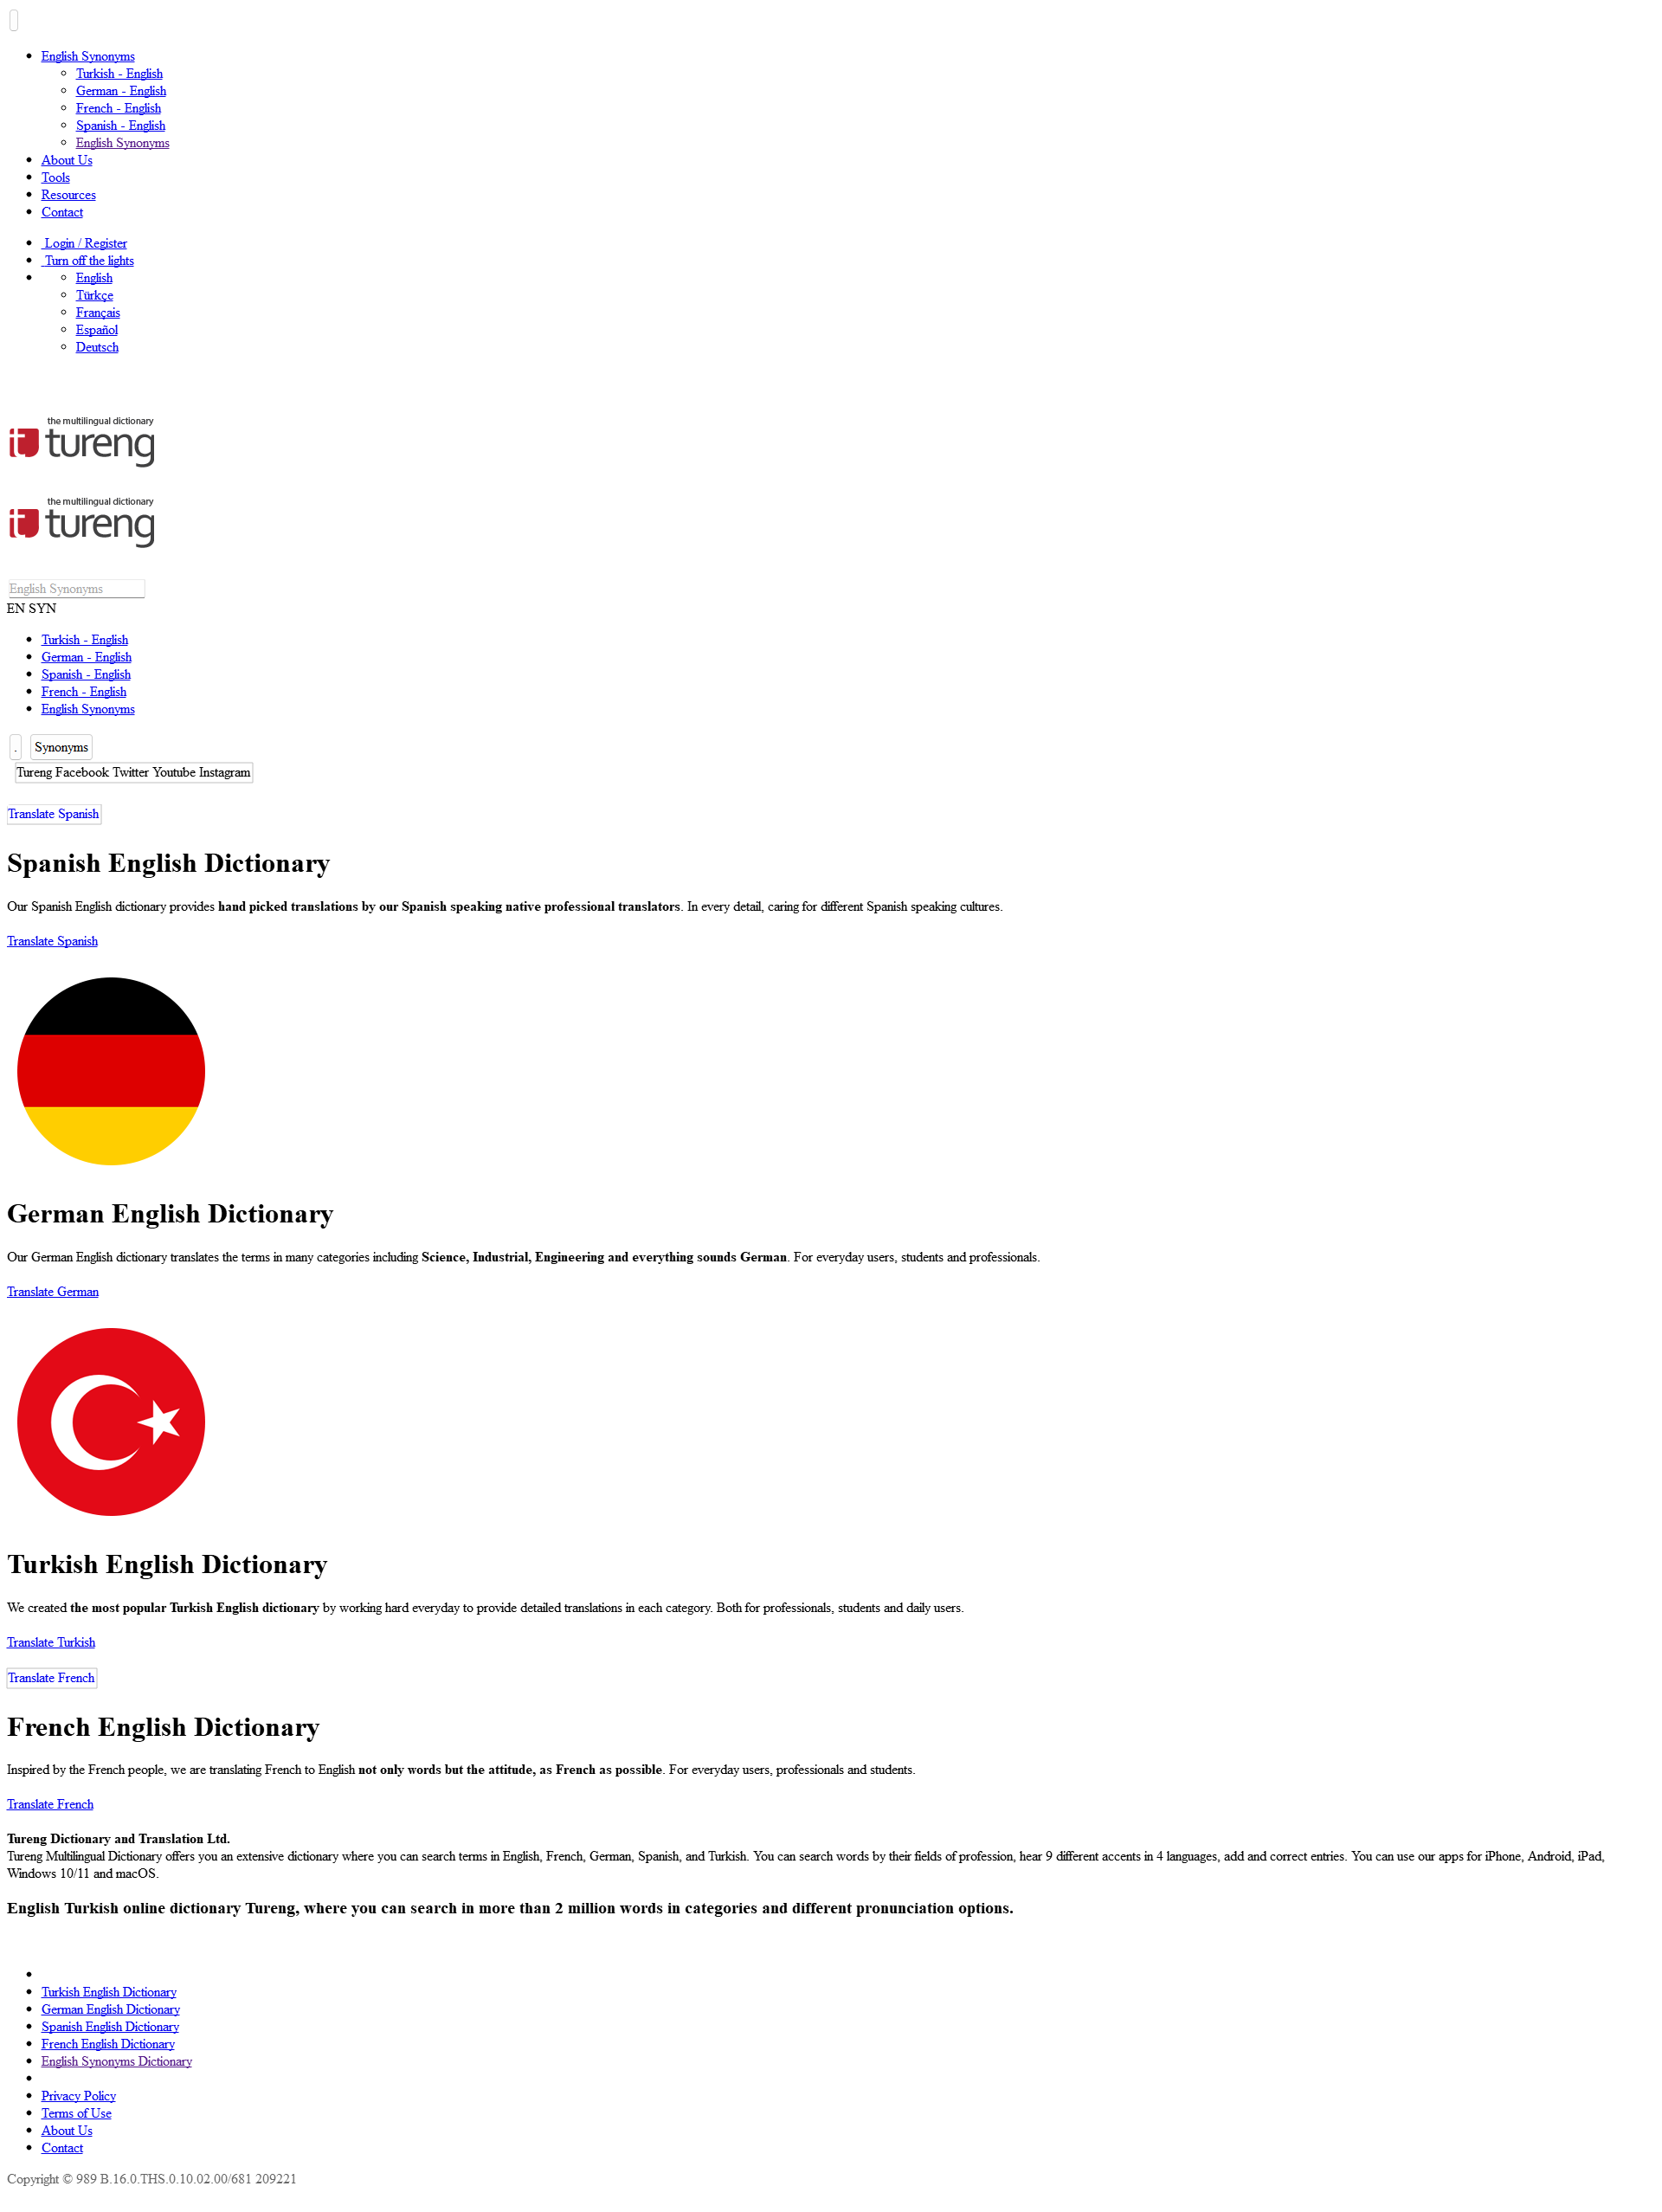 English Synonyms
Turkish - English
German - English
French - English
Spanish - English
English Synonyms
About Us
Tools
Resources
Contact
Login / Register
Turn off the lights
English
Türkçe
Français
Español
Deutsch
the multilingual dictionary
tureng
the multilingual dictionary
tureng
English Synonyms
EN SYN
Turkish - English
German - English
Spanish - English
French - English
English Synonyms
. Synonyms
Tureng Facebook Twitter Youtube Instagram
Translate Spanish
Spanish English Dictionary
Our Spanish English dictionary provides hand picked translations by our Spanish speaking native professional translators. In every detail, caring for different Spanish speaking cultures.
Translate Spanish
German English Dictionary
Our German English dictionary translates the terms in many categories including Science, Industrial, Engineering and everything sounds German. For everyday users, students and professionals.
Translate German
Turkish English Dictionary
We created the most popular Turkish English dictionary by working hard everyday to provide detailed translations in each category. Both for professionals, students and daily users.
Translate Turkish
Translate French
French English Dictionary
Inspired by the French people, we are translating French to English not only words but the attitude, as French as possible. For everyday users, professionals and students.
Translate French
Tureng Dictionary and Translation Ltd.
Tureng Multilingual Dictionary offers you an extensive dictionary where you can search terms in English, French, German, Spanish, and Turkish. You can search words by their fields of profession, hear 9 different accents in 4 languages, add and correct entries. You can use our apps for iPhone, Android, iPad,
Windows 10/11 and macOS.
English Turkish online dictionary Tureng, where you can search in more than 2 million words in categories and different pronunciation options.
Turkish English Dictionary
German English Dictionary
Spanish English Dictionary
French English Dictionary
English Synonyms Dictionary
Privacy Policy
Terms of Use
About Us
Contact
Copyright © 989 B.16.0.THS.0.10.02.00/681 209221